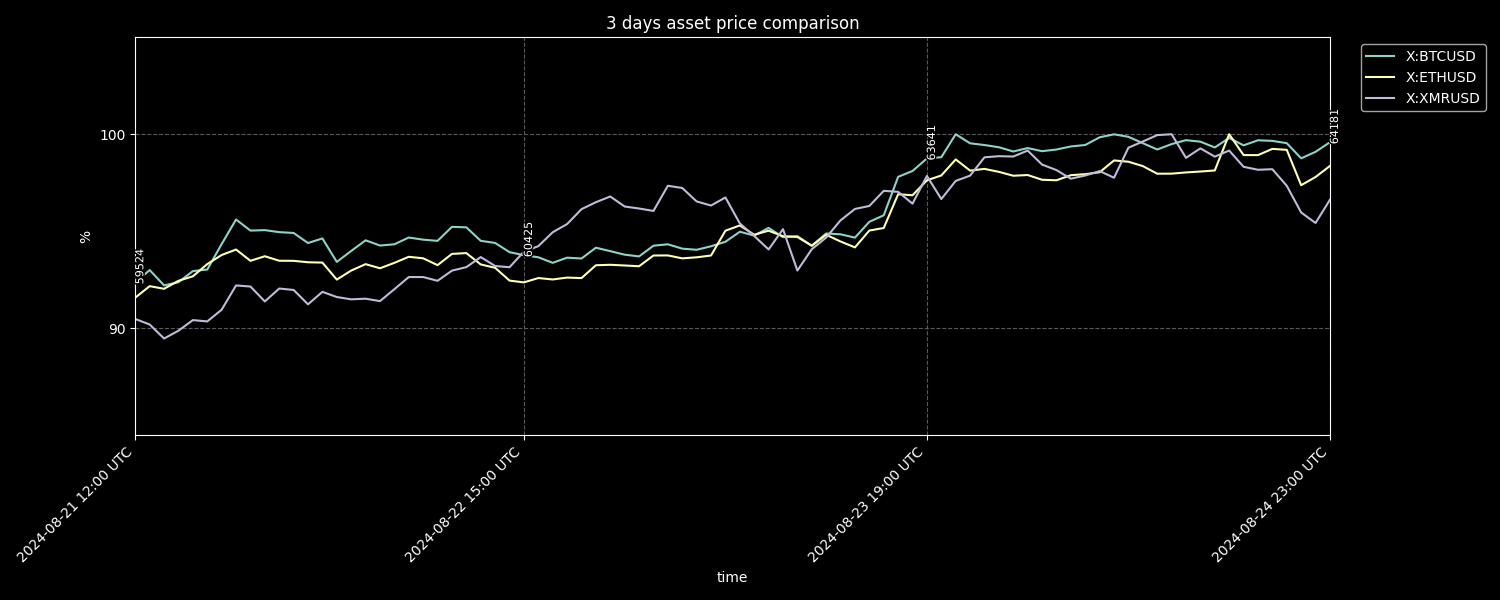 3 days asset price comparison
X:BTCUSD
X:ETHUSD
X:XMRUSD
%
100
90
59524
60425
63641
64181
2024-08-21 12:00 UTC
2024-08-22 15:00 UTC
2024-08-23 19:00 UTC
2024-08-24 23:00 UTC
time